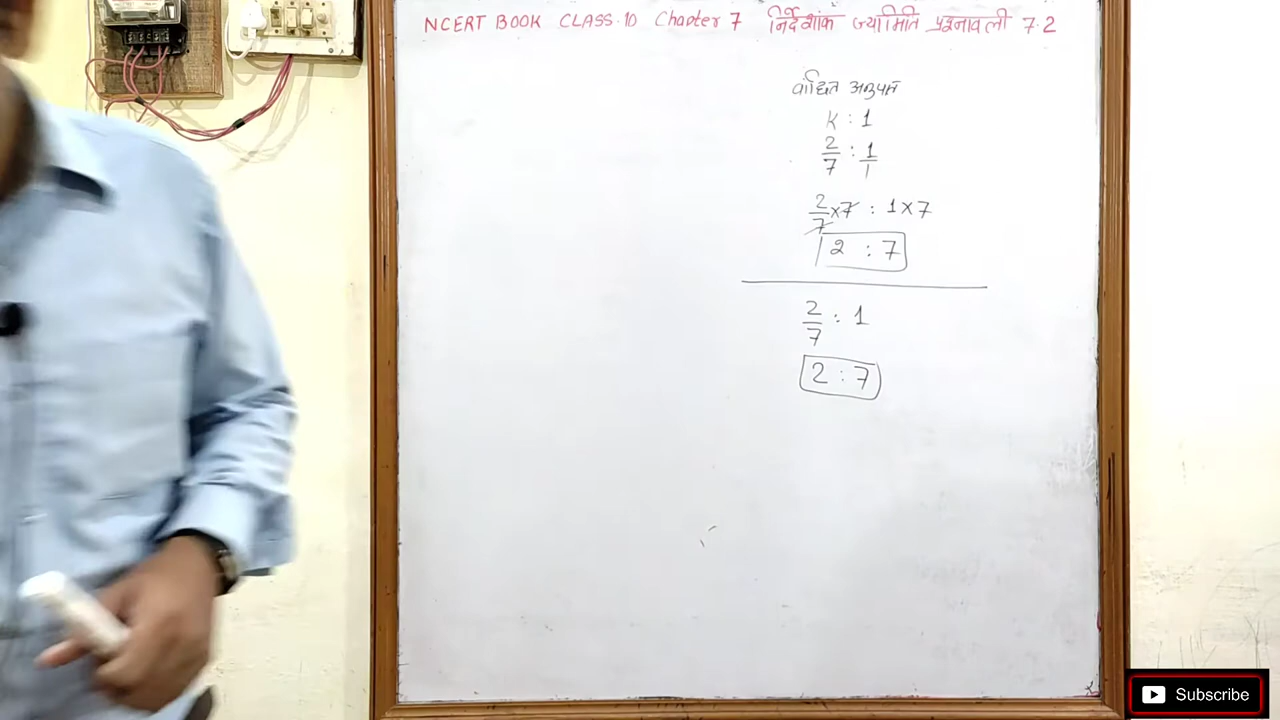 NCERT BOOK CLASS 10 Chapter 7 निर्देशांक ज्यामिति प्रश्नावली 7.2
वांछित अनुपात
K : 1
2/7 : 1/1
2/7 × 7 : 1 × 7
2 : 7
2/7 : 1
2 : 7
Subscribe